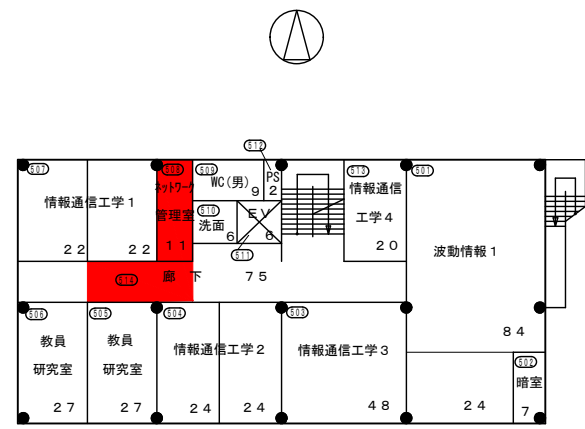 512
507
508
509
513
501
WC(男)
9
PS
2
ネットワーク
管理室
11
情報通信工学1
22
22
510
洗面
6
EV
6
511
情報通信
工学4
20
波動情報1
84
514
廊下
75
506
505
504
503
教員
研究室
27
教員
研究室
27
情報通信工学2
24
24
情報通信工学3
48
24
502
暗室
7